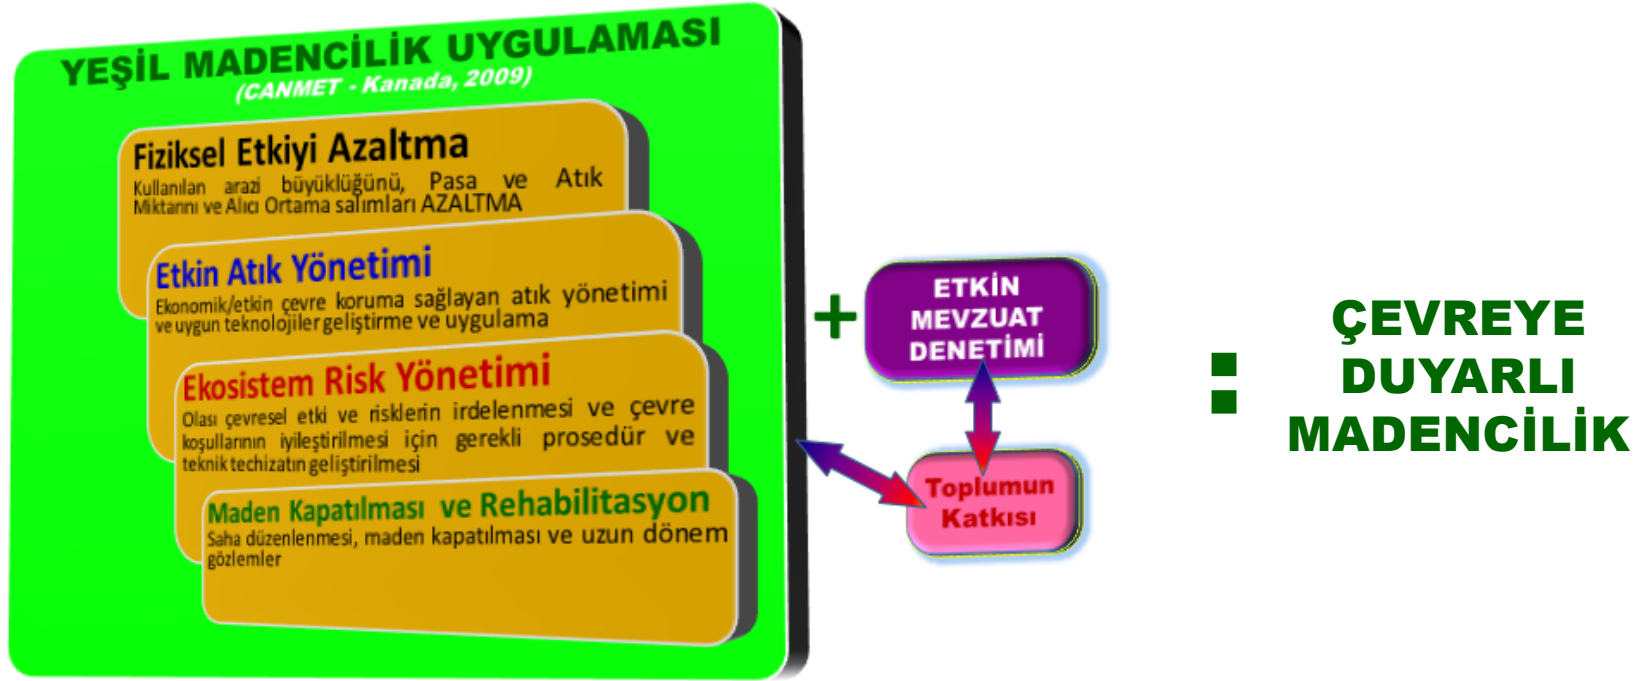 YEŞİL MADENCİLİK UYGULAMASI
(CANMET - Kanada, 2009)
Fiziksel Etkiyi Azaltma
Kullanılan arazi büyüklüğünü, Pasa ve Atık
Miktarını ve Alıcı Ortama salımları AZALTMA
Etkin Atık Yönetimi
Ekonomik/etkin çevre koruma sağlayan atık yönetimi
ve uygun teknolojiler geliştirme ve uygulama
Ekosistem Risk Yönetimi
Olası çevresel etki ve risklerin irdelenmesi ve çevre
koşullarının iyileştirilmesi için gerekli prosedür ve
teknik techizatın geliştirilmesi
Maden Kapatılması ve Rehabilitasyon
Saha düzenlenmesi, maden kapatılması ve uzun dönem
gözlemler
+
ETKİN
MEVZUAT
DENETİMİ
Toplumun
Katkısı
:
ÇEVREYE
DUYARLI
MADENCİLİK